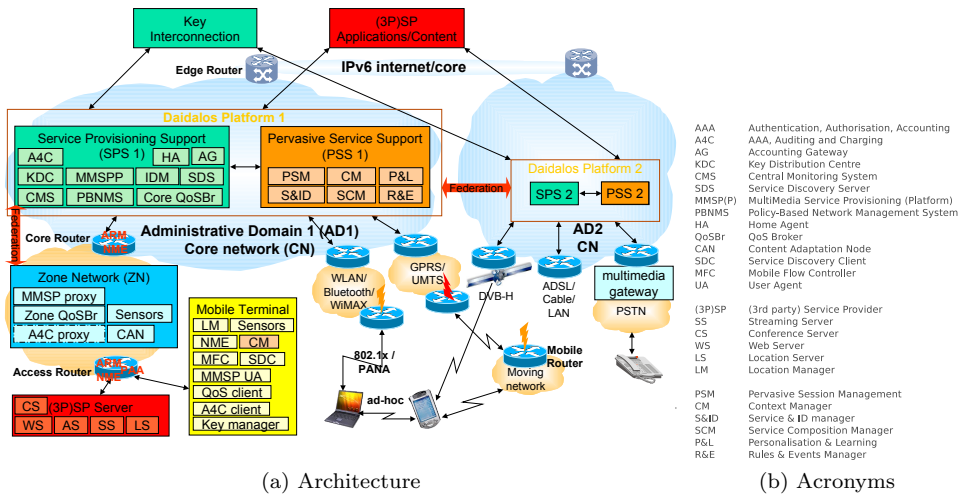 Key
Interconnection
(3P)SP
Applications/Content
Edge Router
IPv6 internet/core
Daidalos Platform 1
Service Provisioning Support
(SPS 1)
A4C
HA
AG
KDC
MMSPP
IDM
SDS
CMS
PBNMS
Core QoSBr
Pervasive Service Support
(PSS 1)
PSM
CM
P&L
S&ID
SCM
R&E
Federation
Daidalos Platform 2
SPS 2
PSS 2
Federation
Core Router
ARM
NME
Administrative Domain 1 (AD1)
Core network (CN)
AD2
CN
Zone Network (ZN)
MMSP proxy
Zone QoSBr
Sensors
A4C proxy
CAN
Access Router
ARM
NME
PAA
(3P)SP Server
CS
WS
AS
SS
LS
Mobile Terminal
LM
Sensors
NME
CM
MFC
SDC
MMSP UA
QoS client
A4C client
Key manager
WLAN/
Bluetooth/
WiMAX
GPRS/
UMTS
DVB-H
ADSL/
Cable/
LAN
multimedia
gateway
PSTN
802.1x /
PANA
ad-hoc
Mobile
Router
Moving
network
(a) Architecture
AAA Authentication, Authorisation, Accounting
A4C AAA, Auditing and Charging
AG Accounting Gateway
KDC Key Distribution Centre
CMS Central Monitoring System
SDS Service Discovery Server
MMSP(P) MultiMedia Service Provisioning (Platform)
PBNMS Policy-Based Network Management System
HA Home Agent
QoSBr QoS Broker
CAN Content Adaptation Node
SDC Service Discovery Client
MFC Mobile Flow Controller
UA User Agent
(3P)SP (3rd party) Service Provider
SS Streaming Server
CS Conference Server
WS Web Server
LS Location Server
LM Location Manager
PSM Pervasive Session Management
CM Context Manager
S&ID Service & ID manager
SCM Service Composition Manager
P&L Personalisation & Learning
R&E Rules & Events Manager
(b) Acronyms